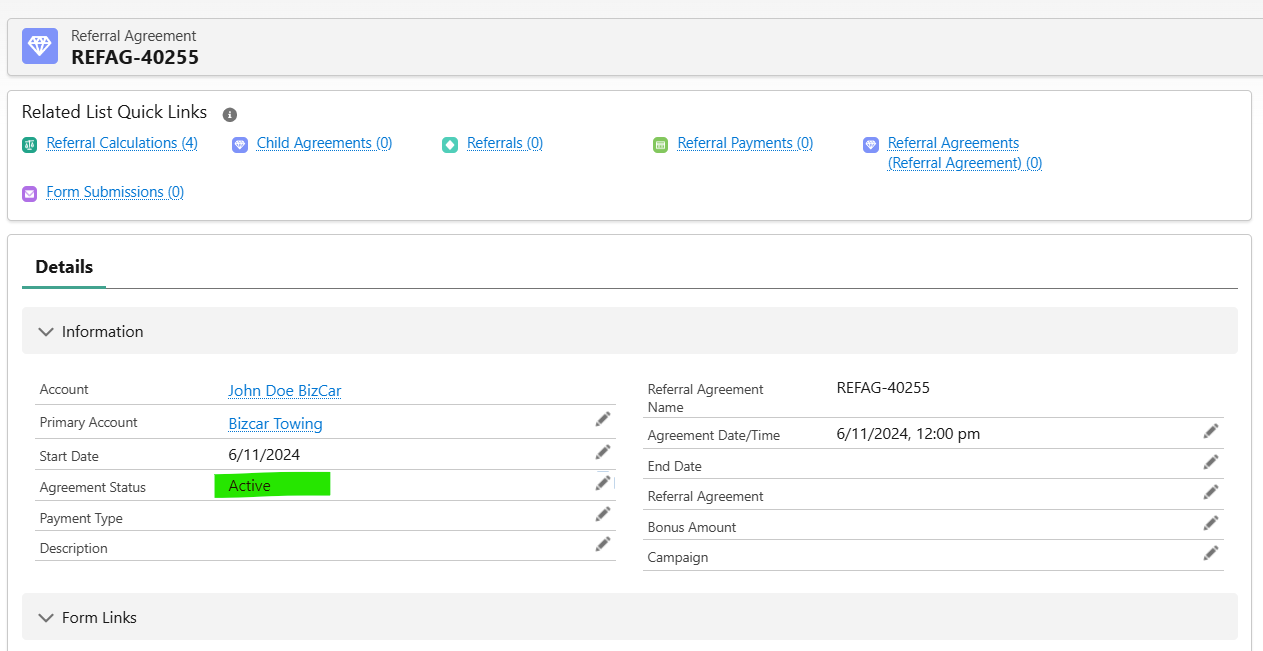 Referral Agreement
REFAG-40255
Related List Quick Links
Referral Calculations (4)
Child Agreements (0)
Referrals (0)
Referral Payments (0)
Referral Agreements
(Referral Agreement) (0)
Form Submissions (0)
Details
Information
Account
John Doe BizCar
Primary Account
Bizcar Towing
Start Date
6/11/2024
Agreement Status
Active
Payment Type
Description
Referral Agreement
Name
REFAG-40255
Agreement Date/Time
6/11/2024, 12:00 pm
End Date
Referral Agreement
Bonus Amount
Campaign
Form Links